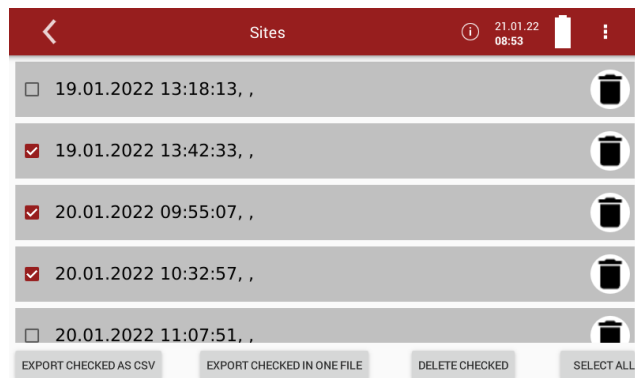 Sites
21.01.22
08:53
19.01.2022 13:18:13, ,
19.01.2022 13:42:33, ,
20.01.2022 09:55:07, ,
20.01.2022 10:32:57, ,
20.01.2022 11:07:51, ,
EXPORT CHECKED AS CSV EXPORT CHECKED IN ONE FILE DELETE CHECKED SELECT ALL